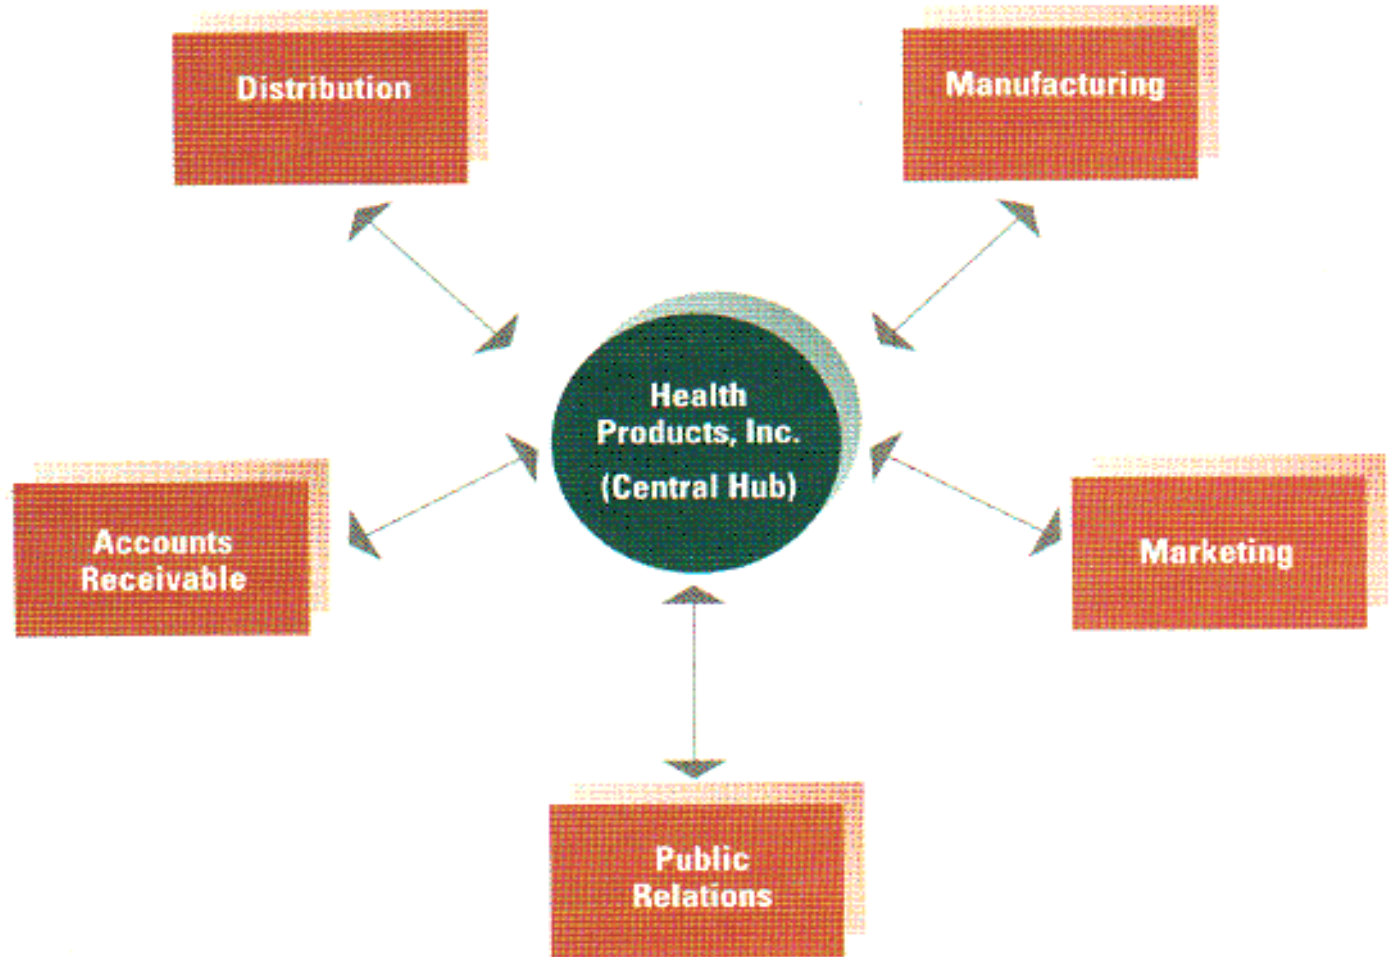 Distribution
Manufacturing
Health
Products, Inc.
(Central Hub)
Accounts
Receivable
Marketing
Public
Relations